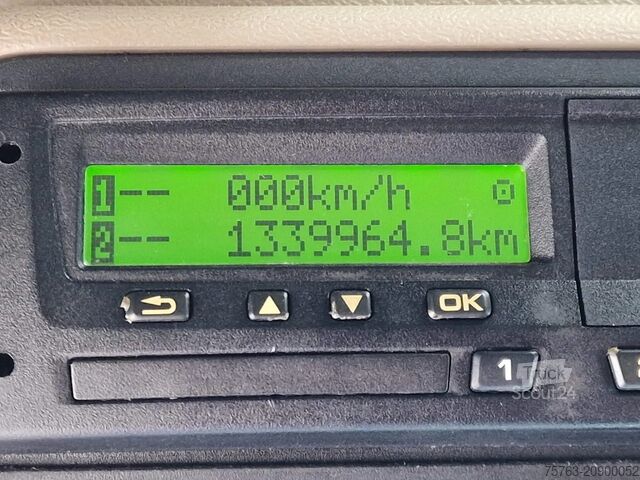 1-- 000km/h
2-- 1339964.8km
OK
1
Truck
Scout24
75763-20900052